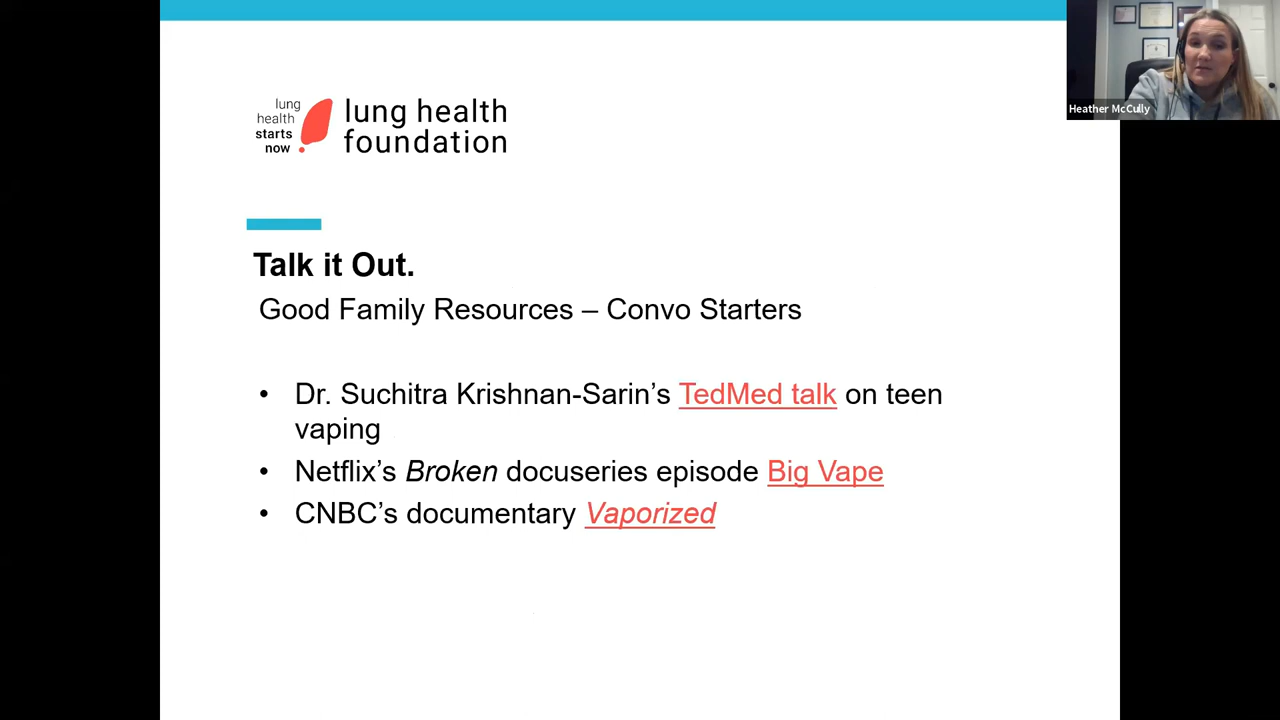 Heather McCully
lung
health
starts
now
lung health
foundation
Talk it Out.
Good Family Resources – Convo Starters
• Dr. Suchitra Krishnan-Sarin’s TedMed talk on teen
vaping
• Netflix’s Broken docuseries episode Big Vape
• CNBC’s documentary Vaporized